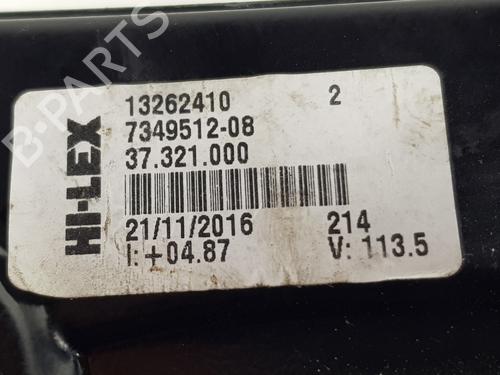 B-PARTS
HI-LEX
13262410 2
7349512-08
37.321.000
21/11/2016 214
I: +04.87 V: 113.5